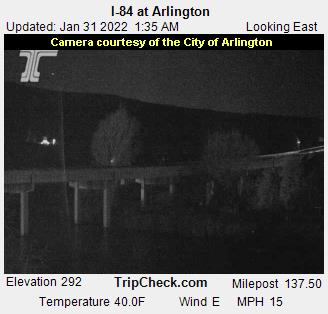 I-84 at Arlington
Updated: Jan 31 2022 1:35 AM Looking East
Camera courtesy of the City of Arlington
Elevation 292 TripCheck.com Milepost 137.50
Temperature 40.0F Wind E MPH 15